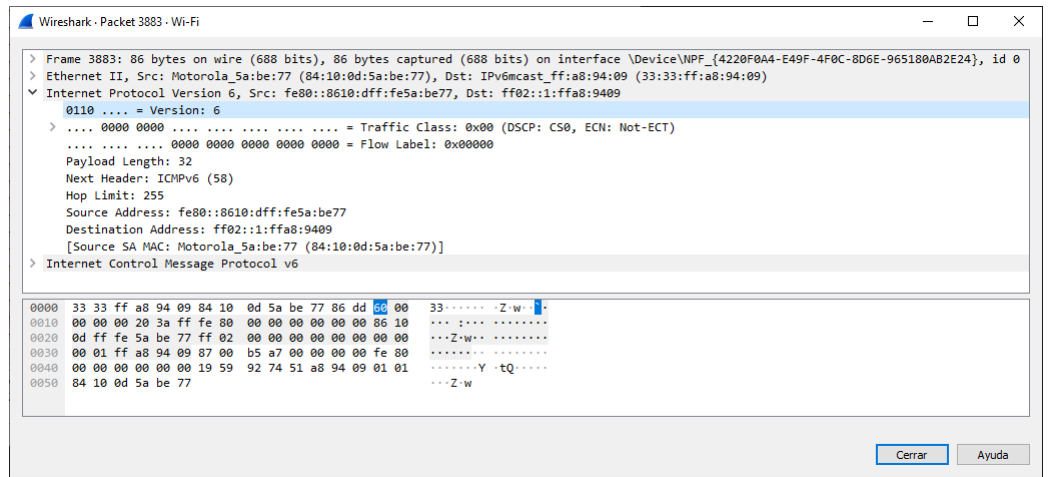 Wireshark · Packet 3883 · Wi-Fi
> Frame 3883: 86 bytes on wire (688 bits), 86 bytes captured (688 bits) on interface \Device\NPF_{4220F0A4-E49F-4F0C-8D6E-965180AB2E24}, id 0
> Ethernet II, Src: Motorola_5a:be:77 (84:10:0d:5a:be:77), Dst: IPv6mcast_ff:a8:94:09 (33:33:ff:a8:94:09)
Internet Protocol Version 6, Src: fe80::8610:dff:fe5a:be77, Dst: ff02::1:ffa8:9409
0110 .... = Version: 6
> .... 0000 0000 .... .... .... .... .... = Traffic Class: 0x00 (DSCP: CS0, ECN: Not-ECT)
.... .... .... 0000 0000 0000 0000 0000 = Flow Label: 0x00000
Payload Length: 32
Next Header: ICMPv6 (58)
Hop Limit: 255
Source Address: fe80::8610:dff:fe5a:be77
Destination Address: ff02::1:ffa8:9409
[Source SA MAC: Motorola_5a:be:77 (84:10:0d:5a:be:77)]
> Internet Control Message Protocol v6
0000 33 33 ff a8 94 09 84 10 0d 5a be 77 86 dd 60 00 33······ ·Z·w··`·
0010 00 00 00 20 3a ff fe 80 00 00 00 00 00 00 86 10 ··· :··· ········
0020 0d ff fe 5a be 77 ff 02 00 00 00 00 00 00 00 00 ···Z·w·· ········
0030 00 01 ff a8 94 09 87 00 b5 a7 00 00 00 00 fe 80 ········ ········
0040 00 00 00 00 00 00 19 59 92 74 51 a8 94 09 01 01 ·······Y ·tQ·····
0050 84 10 0d 5a be 77 ···Z·w
Cerrar Ayuda